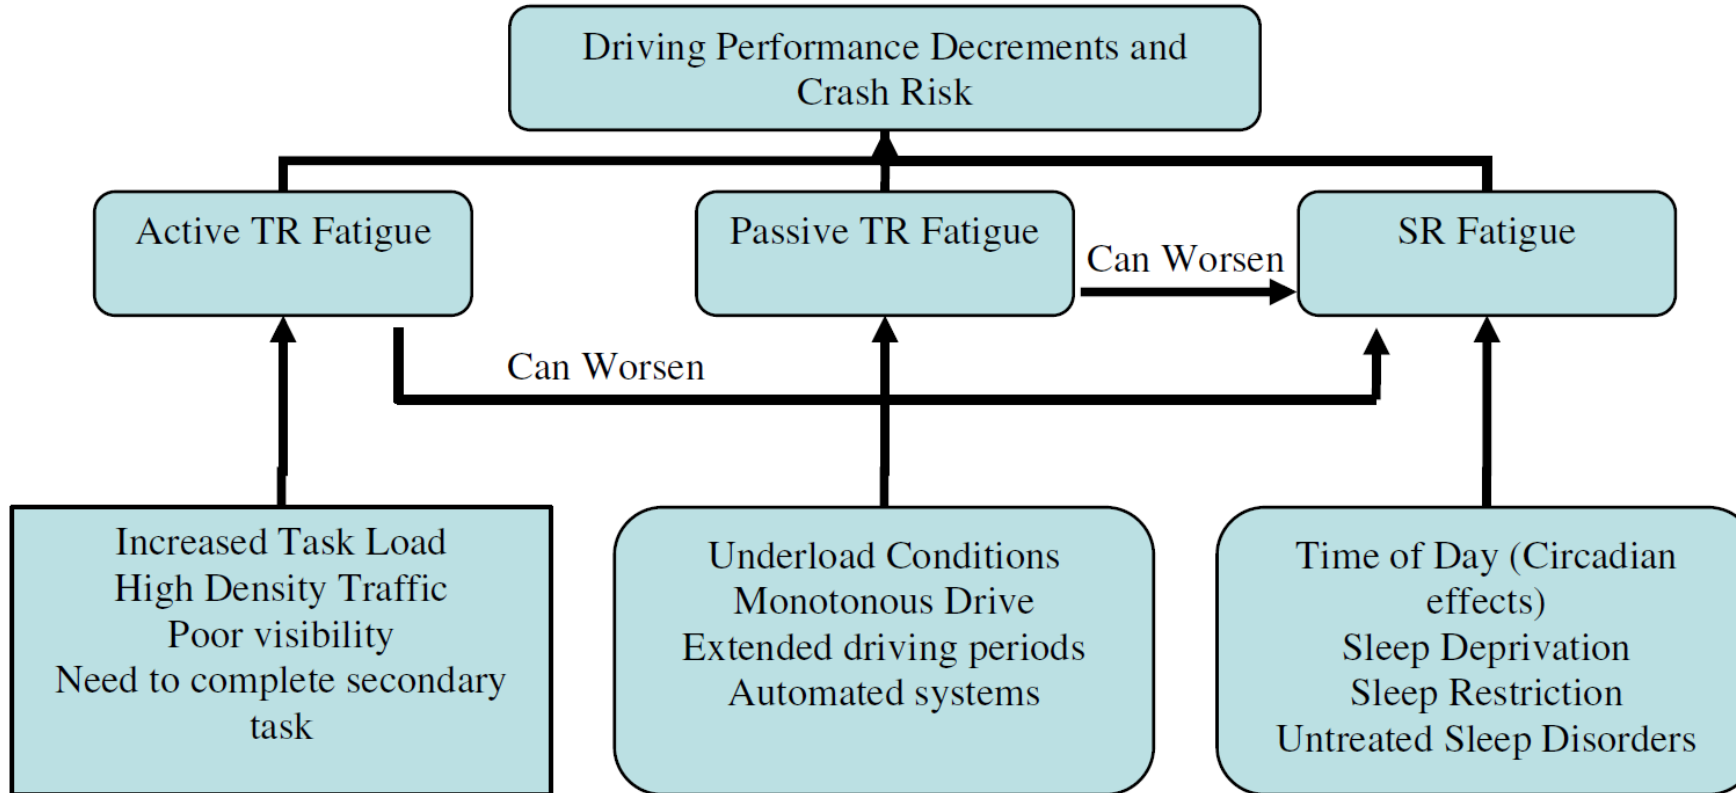 Driving Performance Decrements and
Crash Risk
Active TR Fatigue
Passive TR Fatigue
SR Fatigue
Can Worsen
Can Worsen
Increased Task Load
High Density Traffic
Poor visibility
Need to complete secondary
task
Underload Conditions
Monotonous Drive
Extended driving periods
Automated systems
Time of Day (Circadian
effects)
Sleep Deprivation
Sleep Restriction
Untreated Sleep Disorders